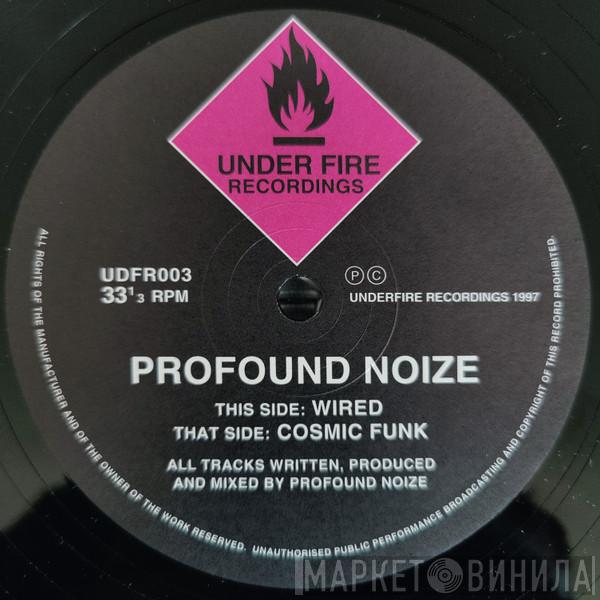 UNDER FIRE
RECORDINGS
UDFR003
33⅓ RPM
Ⓟ Ⓒ
UNDERFIRE RECORDINGS 1997
PROFOUND NOIZE
THIS SIDE: WIRED
THAT SIDE: COSMIC FUNK
ALL TRACKS WRITTEN, PRODUCED
AND MIXED BY PROFOUND NOIZE
ALL RIGHTS OF THE MANUFACTURER AND OF THE OWNER OF THE WORK RESERVED. UNAUTHORISED PUBLIC PERFORMANCE BROADCASTING AND COPYRIGHT OF THIS RECORD PROHIBITED.
МАРКЕТ ВИНИЛА